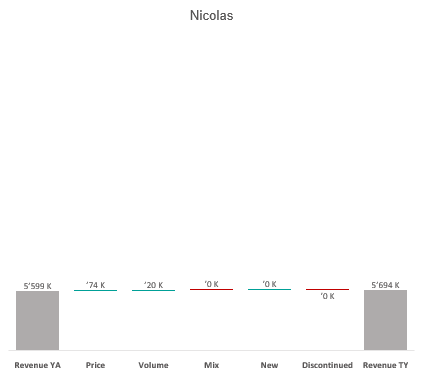 Nicolas
5’599 K
’74 K
’20 K
’0 K
’0 K
’0 K
5’694 K
Revenue YA
Price
Volume
Mix
New
Discontinued
Revenue TY